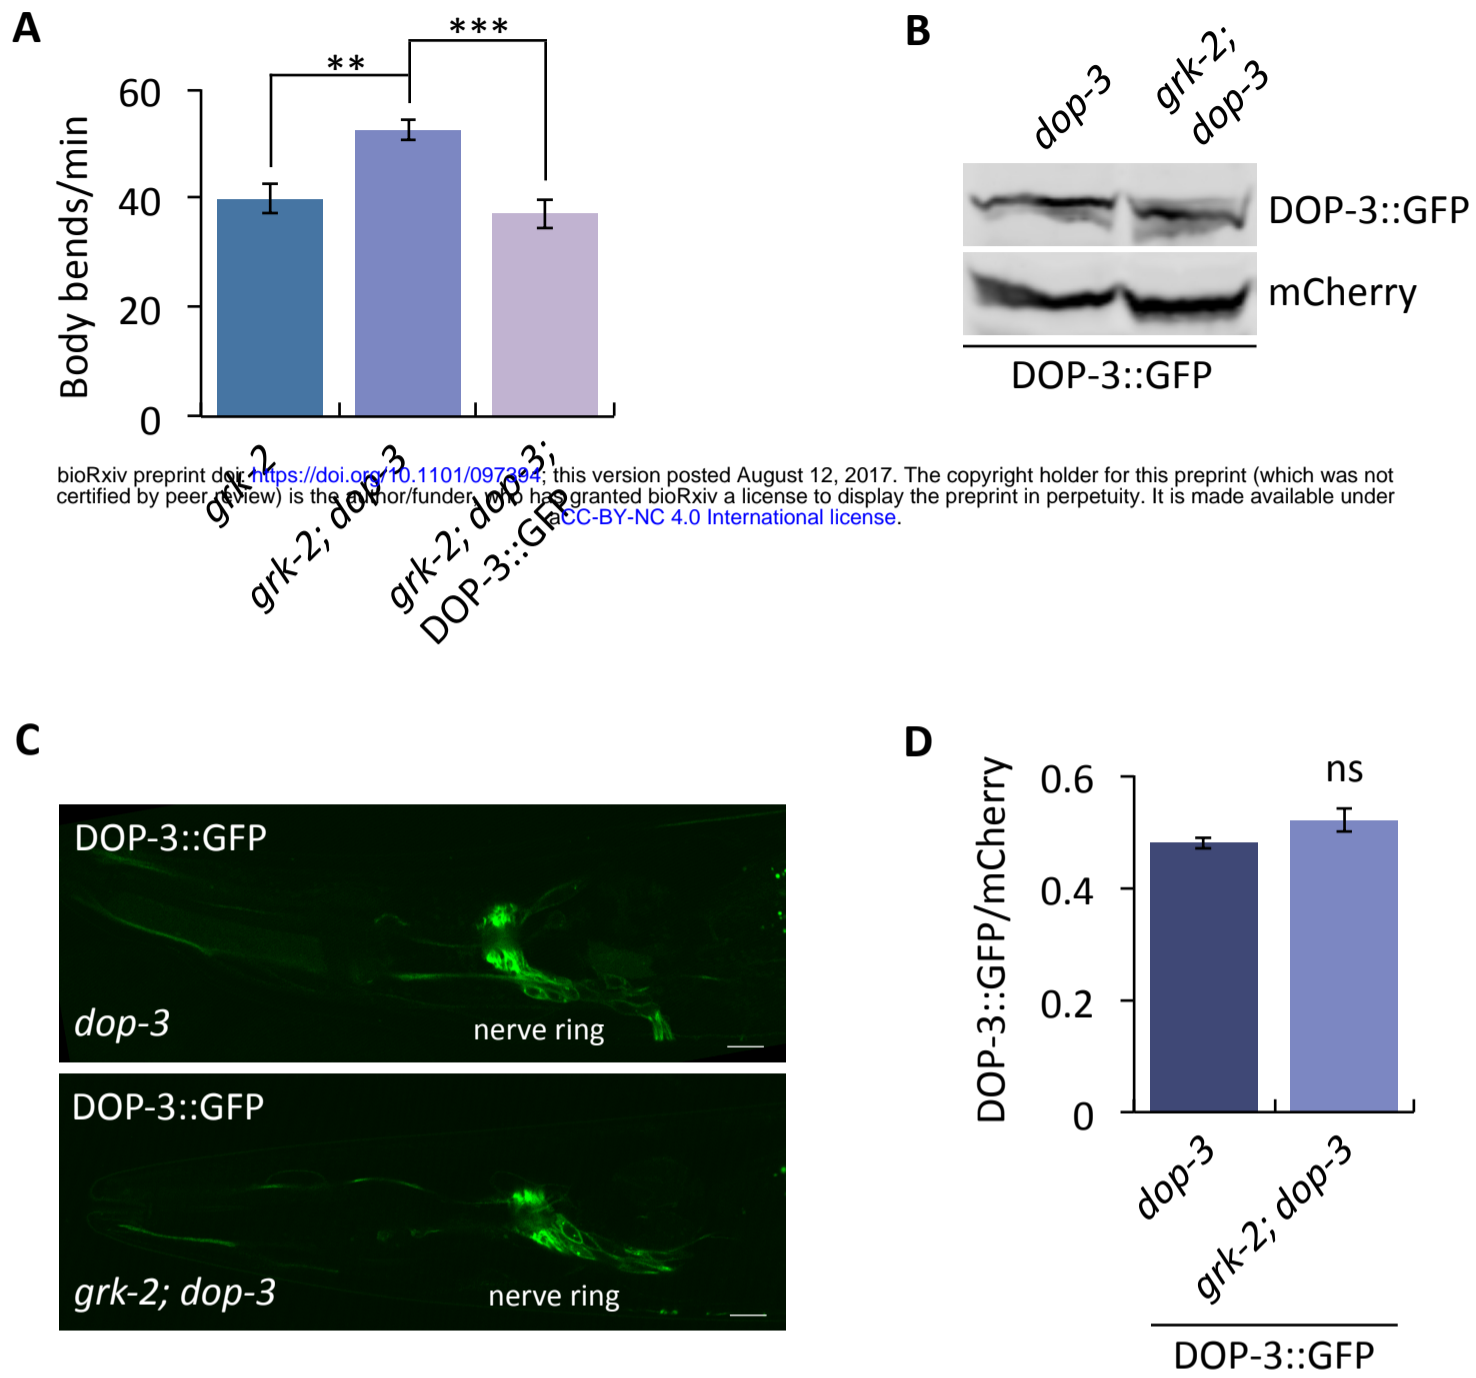 A
***
**
60
40
20
0
Body bends/min
grk-2
grk-2; dop-3
grk-2; dop-3;
DOP-3::GFP
B
dop-3
grk-2;
dop-3
DOP-3::GFP
mCherry
DOP-3::GFP
bioRxiv preprint doi: https://doi.org/10.1101/097394; this version posted August 12, 2017. The copyright holder for this preprint (which was not
certified by peer review) is the author/funder, who has granted bioRxiv a license to display the preprint in perpetuity. It is made available under
aCC-BY-NC 4.0 International license.
C
DOP-3::GFP
dop-3
nerve ring
DOP-3::GFP
grk-2; dop-3
nerve ring
D
ns
0.6
0.4
0.2
0
DOP-3::GFP/mCherry
dop-3
grk-2; dop-3
DOP-3::GFP